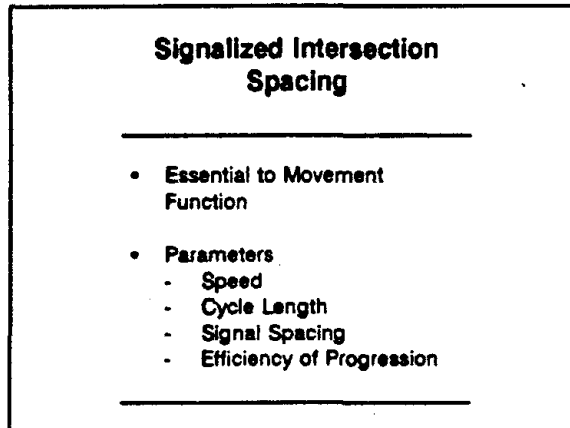 Signalized Intersection
Spacing
• Essential to Movement
Function
• Parameters
- Speed
- Cycle Length
- Signal Spacing
- Efficiency of Progression